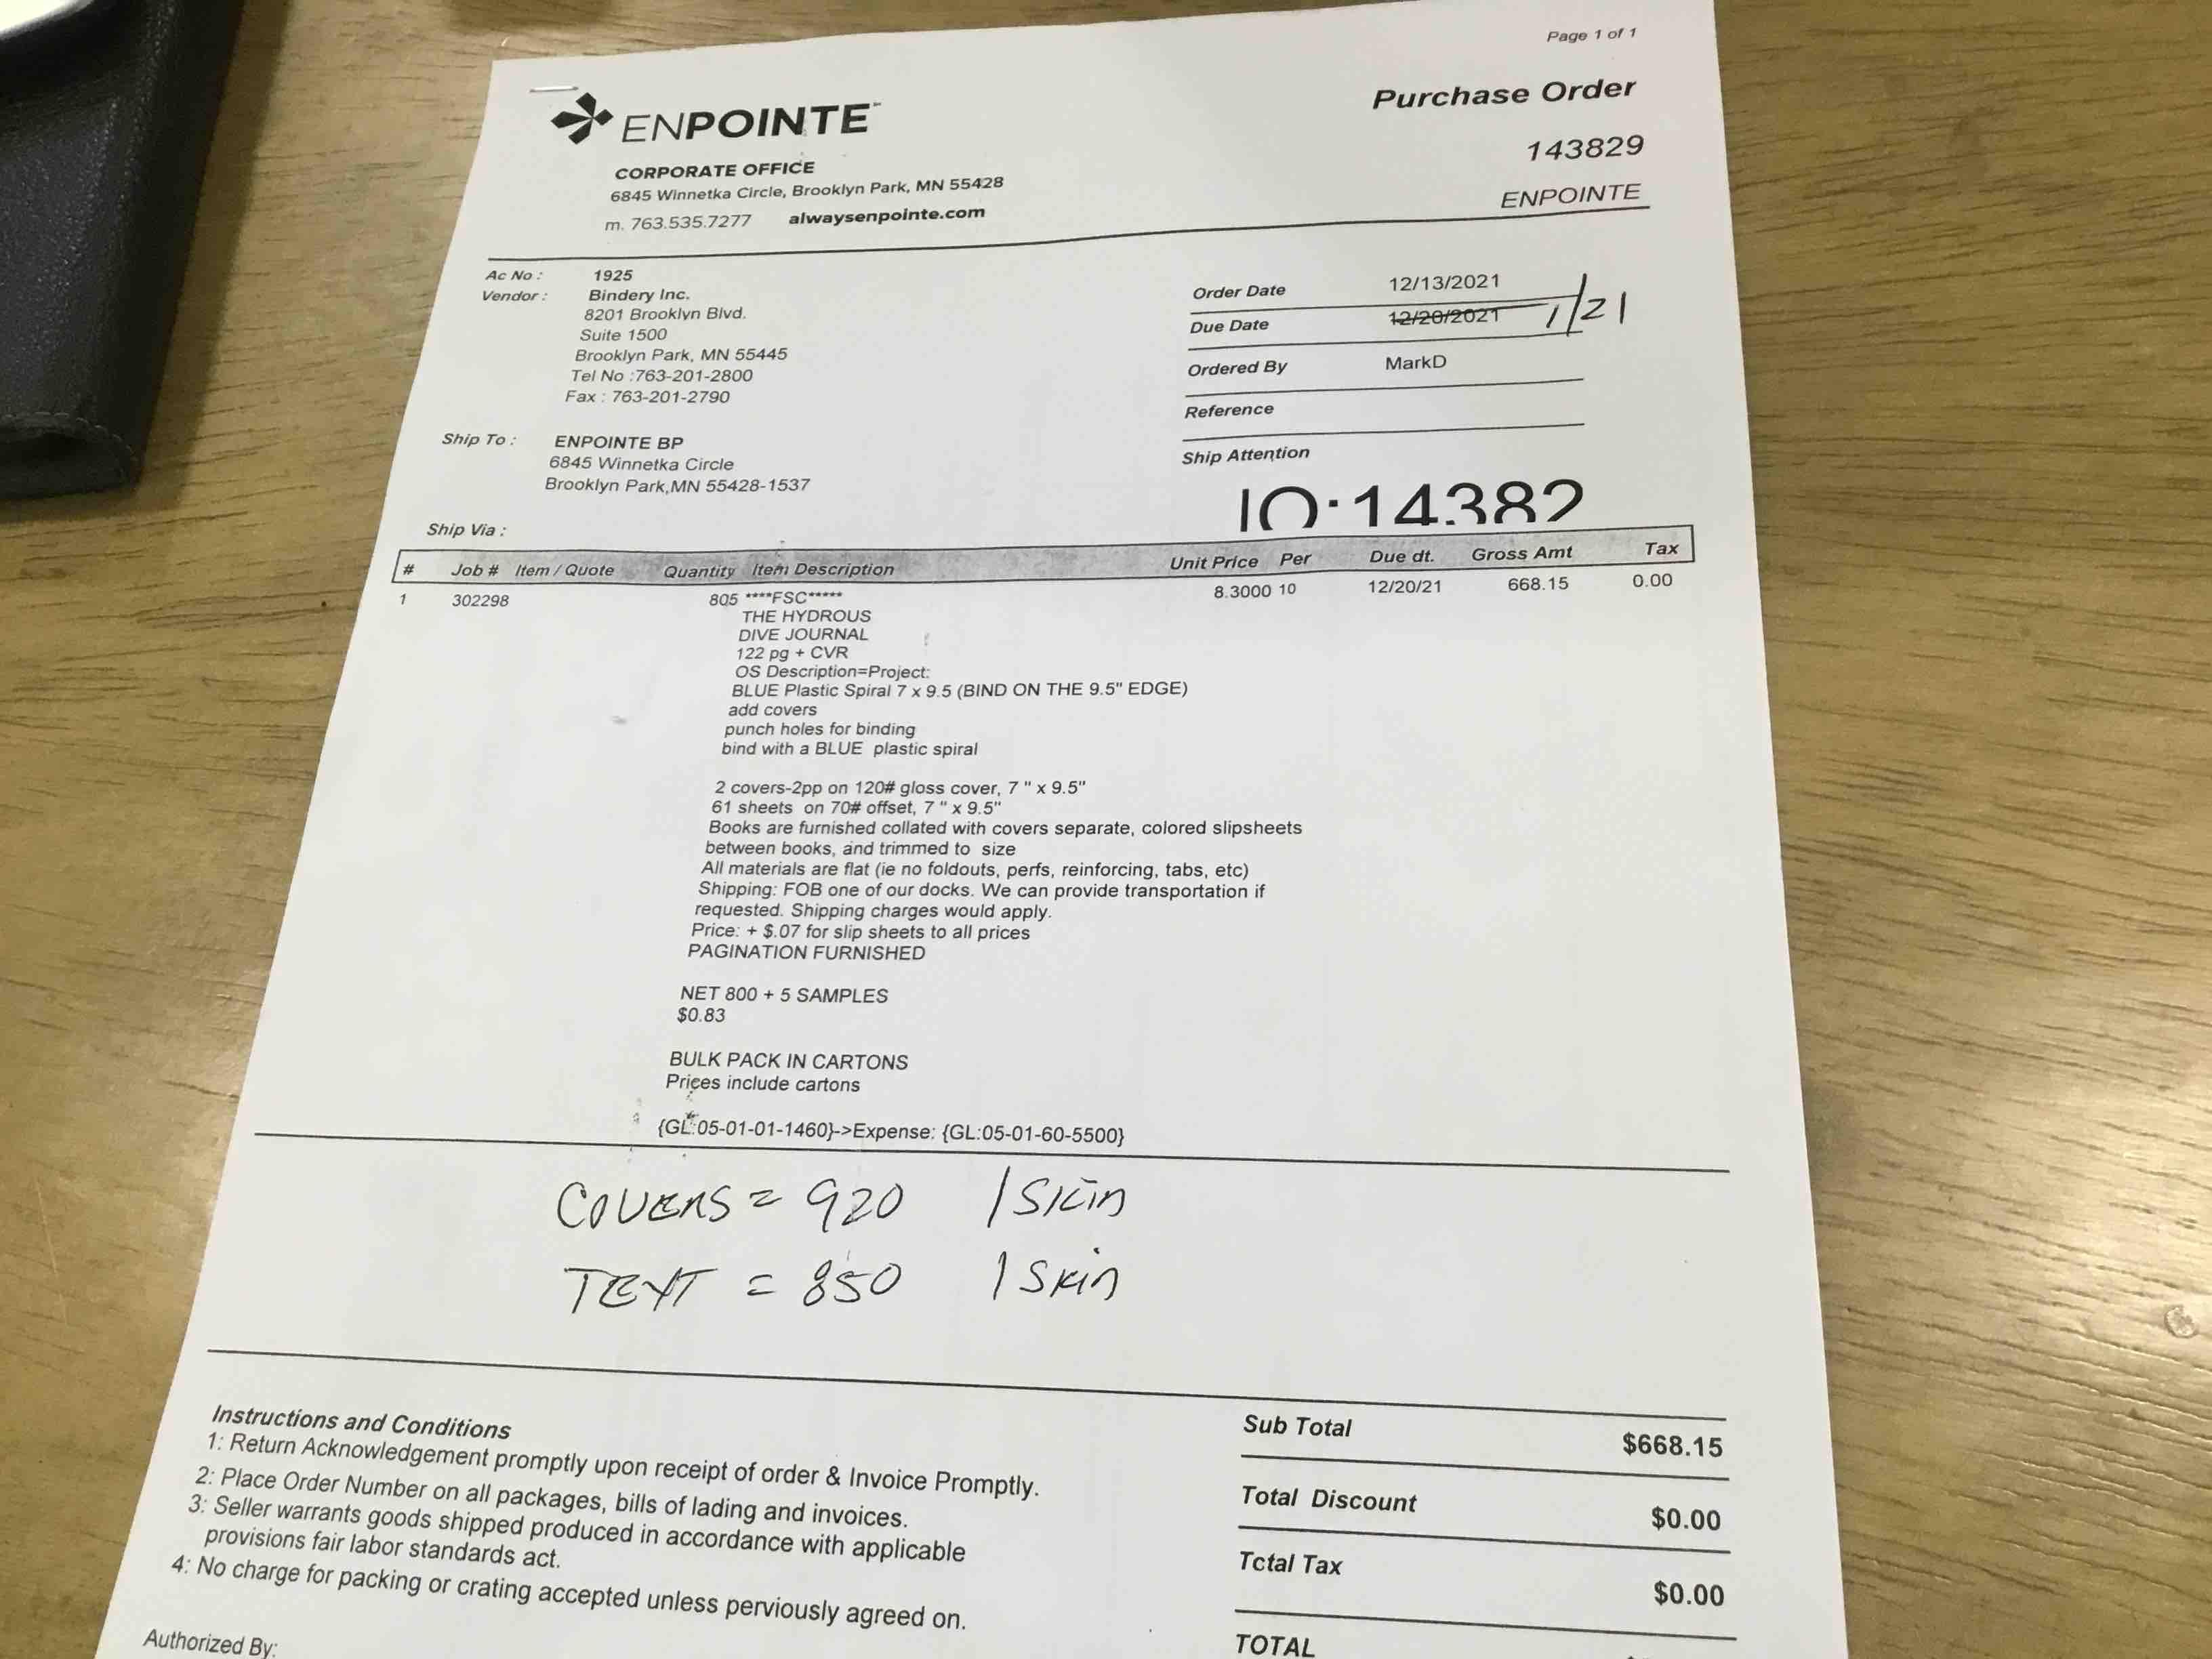 Page 1 of 1
ENPOINTE
Purchase Order
143829
ENPOINTE
CORPORATE OFFICE
6845 Winnetka Circle, Brooklyn Park, MN 55428
m. 763.535.7277 alwaysenpointe.com
Ac No : 1925
Vendor : Bindery Inc.
8201 Brooklyn Blvd.
Suite 1500
Brooklyn Park, MN 55445
Tel No :763-201-2800
Fax : 763-201-2790
Order Date 12/13/2021
Due Date 12/20/2021 1/21
Ordered By MarkD
Reference
Ship Attention
Ship To : ENPOINTE BP
6845 Winnetka Circle
Brooklyn Park,MN 55428-1537
Ship Via :
# Job # Item / Quote Quantity Item Description Unit Price Per Due dt. Gross Amt Tax
1 302298 805 ****FSC***** 8.3000 10 12/20/21 668.15 0.00
THE HYDROUS
DIVE JOURNAL
122 pg + CVR
OS Description=Project:
BLUE Plastic Spiral 7 x 9.5 (BIND ON THE 9.5" EDGE)
add covers
punch holes for binding
bind with a BLUE plastic spiral
2 covers-2pp on 120# gloss cover, 7 " x 9.5"
61 sheets on 70# offset, 7 " x 9.5"
Books are furnished collated with covers separate, colored slipsheets
between books, and trimmed to size
All materials are flat (ie no foldouts, perfs, reinforcing, tabs, etc)
Shipping: FOB one of our docks. We can provide transportation if
requested. Shipping charges would apply.
Price: + $.07 for slip sheets to all prices
PAGINATION FURNISHED
NET 800 + 5 SAMPLES
$0.83
BULK PACK IN CARTONS
Prices include cartons
{GL:05-01-01-1460}->Expense: {GL:05-01-60-5500}
COVERS = 920 1 Skin
TEXT = 850 1 Skin
Instructions and Conditions
1: Return Acknowledgement promptly upon receipt of order & Invoice Promptly.
2: Place Order Number on all packages, bills of lading and invoices.
3: Seller warrants goods shipped produced in accordance with applicable
provisions fair labor standards act.
4: No charge for packing or crating accepted unless perviously agreed on.
Authorized By:
Sub Total $668.15
Total Discount $0.00
Total Tax $0.00
TOTAL